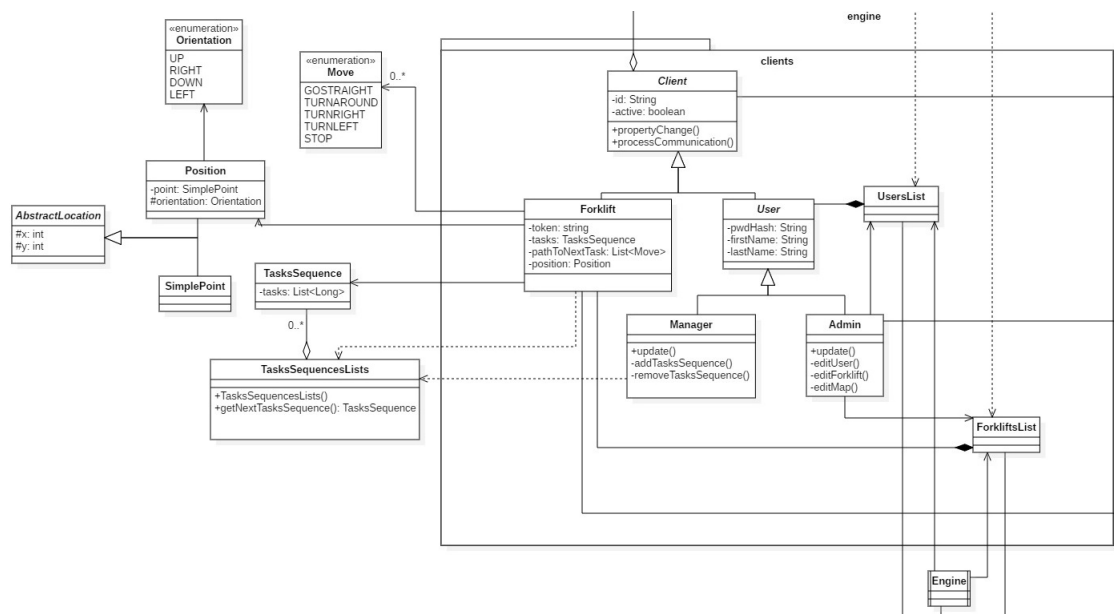 «enumeration»
Orientation
UP
RIGHT
DOWN
LEFT
«enumeration»
Move
GOSTRAIGHT
TURNAROUND
TURNRIGHT
TURNLEFT
STOP
0..*
engine
clients
Client
-id: String
-active: boolean
+propertyChange()
+processCommunication()
Position
-point: SimplePoint
#orientation: Orientation
AbstractLocation
#x: int
#y: int
SimplePoint
Forklift
-token: string
-tasks: TasksSequence
-pathToNextTask: List<Move>
-position: Position
User
-pwdHash: String
-firstName: String
-lastName: String
UsersList
TasksSequence
-tasks: List<Long>
0..*
TasksSequencesLists
+TasksSequencesLists()
+getNextTasksSequence(): TasksSequence
Manager
+update()
-addTasksSequence()
-removeTasksSequence()
Admin
+update()
-editUser()
-editForklift()
-editMap()
ForkliftsList
Engine